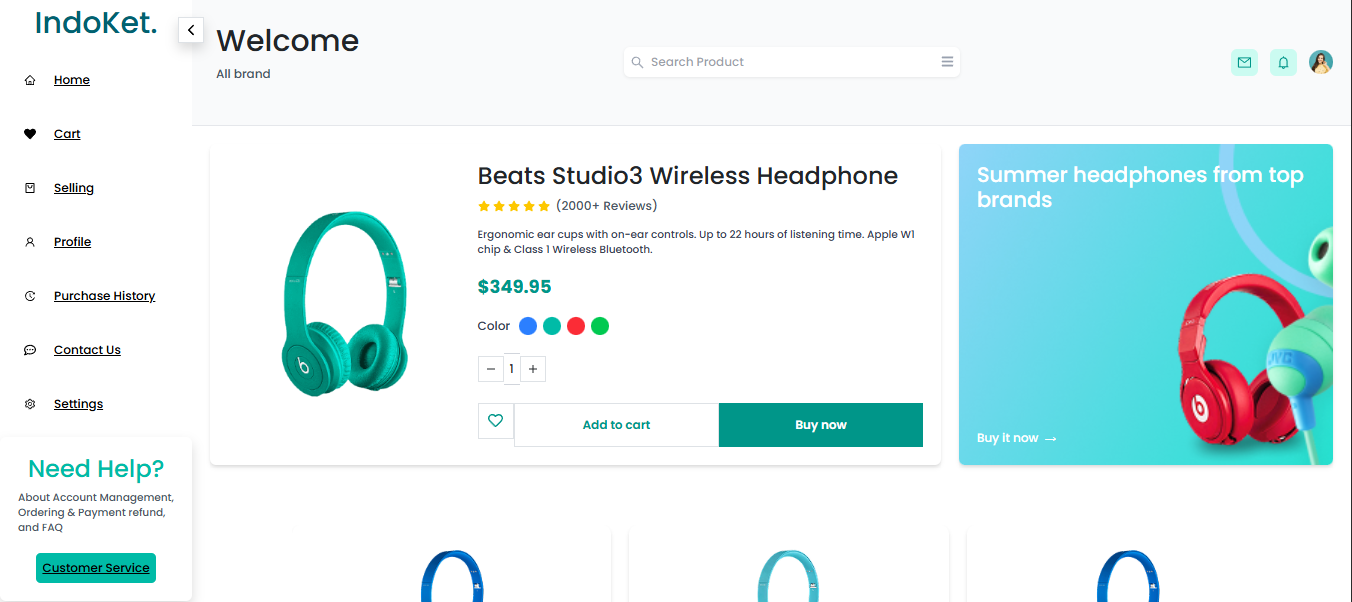 IndoKet.
Home
Cart
Selling
Profile
Purchase History
Contact Us
Settings
Need Help?
About Account Management,
Ordering & Payment refund,
and FAQ
Customer Service
Welcome
All brand
Search Product
Beats Studio3 Wireless Headphone
(2000+ Reviews)
Ergonomic ear cups with on-ear controls. Up to 22 hours of listening time. Apple W1
chip & Class 1 Wireless Bluetooth.
$349.95
Color
− 1 +
Add to cart
Buy now
Summer headphones from top
brands
JVC
Buy it now →